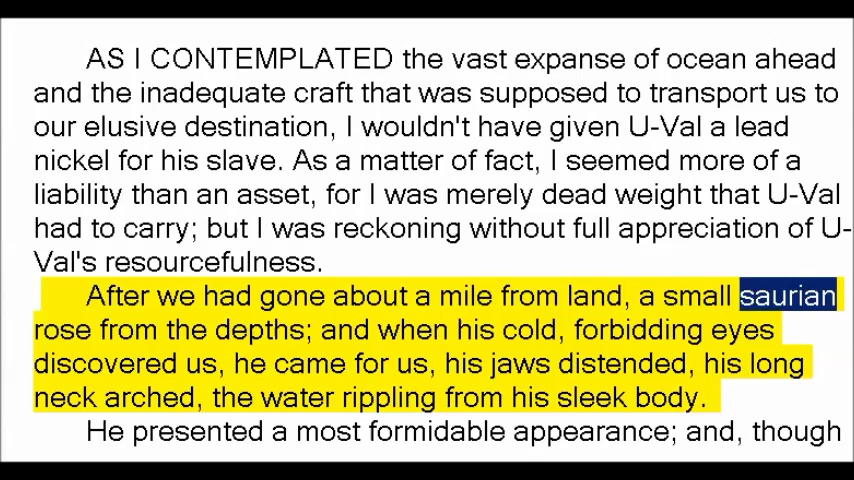 AS I CONTEMPLATED the vast expanse of ocean ahead
and the inadequate craft that was supposed to transport us to
our elusive destination, I wouldn't have given U-Val a lead
nickel for his slave. As a matter of fact, I seemed more of a
liability than an asset, for I was merely dead weight that U-Val
had to carry; but I was reckoning without full appreciation of U-
Val's resourcefulness.
After we had gone about a mile from land, a small saurian
rose from the depths; and when his cold, forbidding eyes
discovered us, he came for us, his jaws distended, his long
neck arched, the water rippling from his sleek body.
He presented a most formidable appearance; and, though